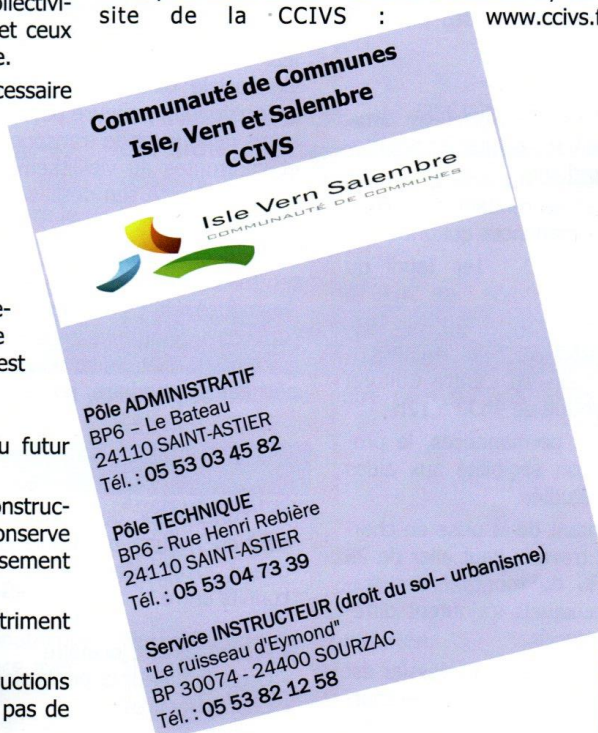 collectivi-
et ceux
e.
cessaire
e-
e
est
u futur
onstruc-
onserve
sement
triment
uctions
pas de
site de la CCIVS : www.ccivs.f
Communauté de Communes
Isle, Vern et Salembre
CCIVS
Isle Vern Salembre
COMMUNAUTÉ DE COMMUNES
Pôle ADMINISTRATIF
BP6 – Le Bateau
24110 SAINT-ASTIER
Tél. : 05 53 03 45 82
Pôle TECHNIQUE
BP6 - Rue Henri Rebière
24110 SAINT-ASTIER
Tél. : 05 53 04 73 39
Service INSTRUCTEUR (droit du sol– urbanisme)
"Le ruisseau d'Eymond"
BP 30074 - 24400 SOURZAC
Tél. : 05 53 82 12 58